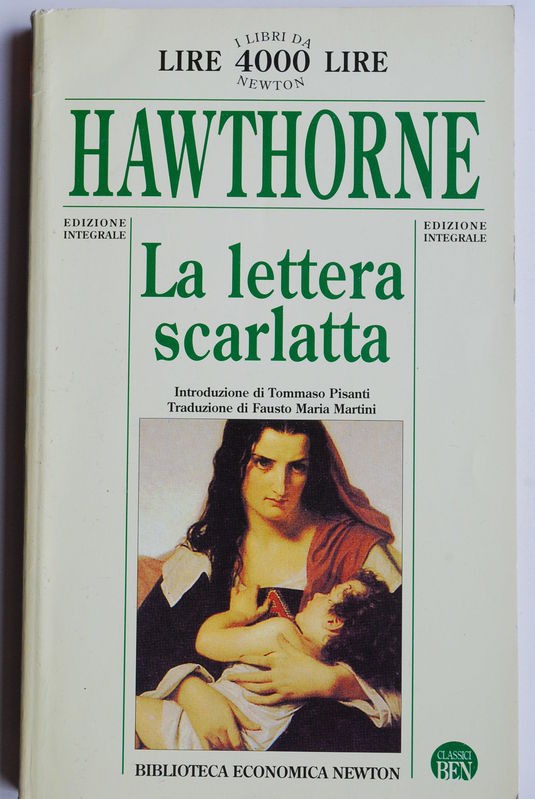 I LIBRI DA
LIRE 4000 LIRE
NEWTON
HAWTHORNE
EDIZIONE
INTEGRALE
EDIZIONE
INTEGRALE
La lettera
scarlatta
Introduzione di Tommaso Pisanti
Traduzione di Fausto Maria Martini
BIBLIOTECA ECONOMICA NEWTON
CLASSICI
BEN